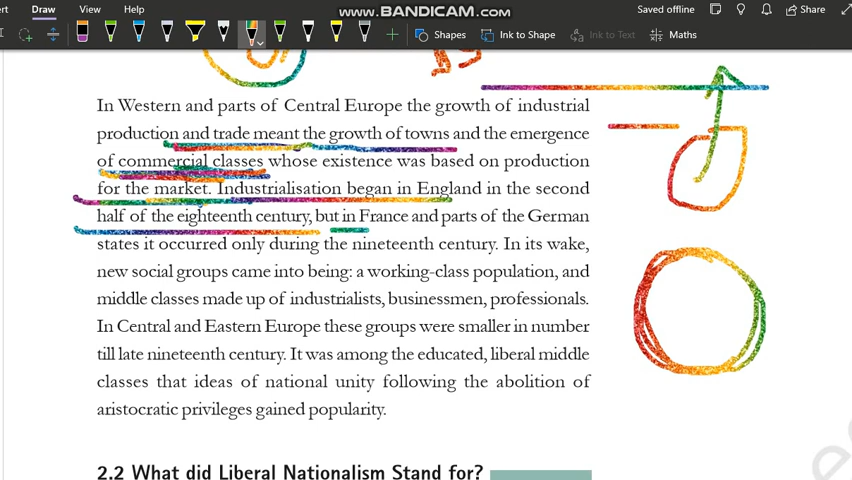 WWW.BANDICAM.COM
Saved offline
Share
ert Draw View Help
Shapes Ink to Shape Ink to Text Maths
In Western and parts of Central Europe the growth of industrial
production and trade meant the growth of towns and the emergence
of commercial classes whose existence was based on production
for the market. Industrialisation began in England in the second
half of the eighteenth century, but in France and parts of the German
states it occurred only during the nineteenth century. In its wake,
new social groups came into being: a working-class population, and
middle classes made up of industrialists, businessmen, professionals.
In Central and Eastern Europe these groups were smaller in number
till late nineteenth century. It was among the educated, liberal middle
classes that ideas of national unity following the abolition of
aristocratic privileges gained popularity.
2.2 What did Liberal Nationalism Stand for?